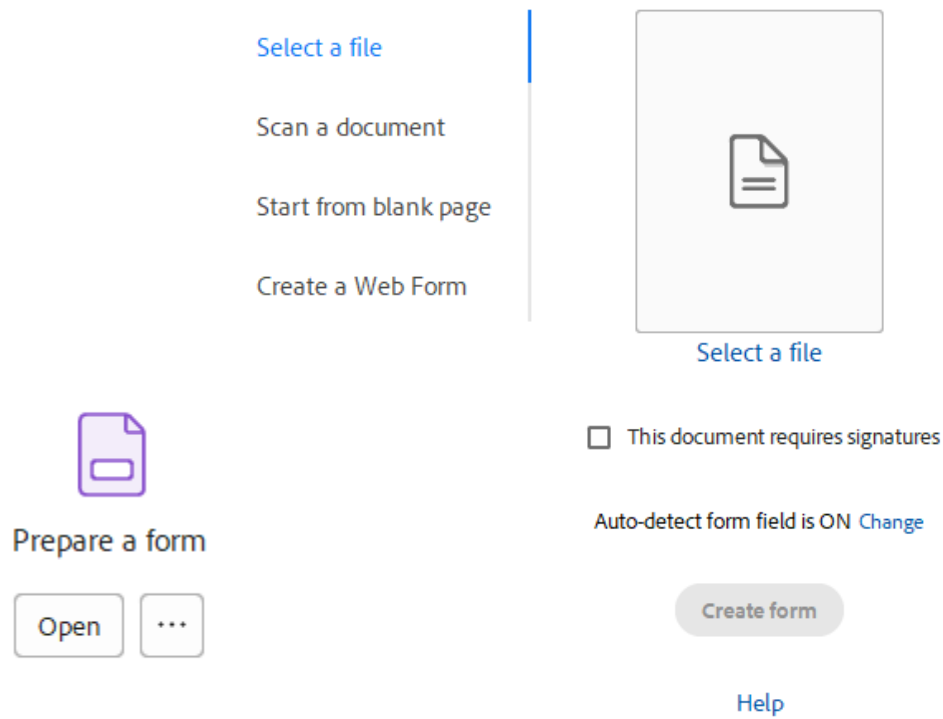 Select a file
Scan a document
Start from blank page
Create a Web Form
Select a file
This document requires signatures
Auto-detect form field is ON Change
Create form
Help
Prepare a form
Open
...